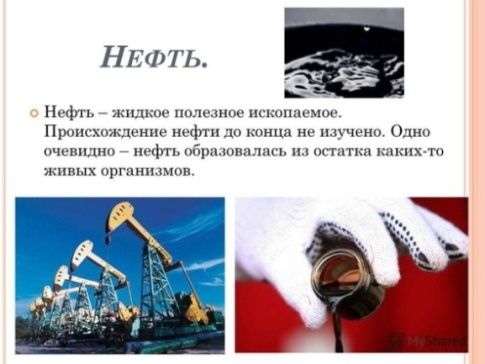 НЕФТЬ.
Нефть – жидкое полезное ископаемое.
Происхождение нефти до конца не изучено. Одно
очевидно – нефть образовалась из остатка каких-то
живых организмов.
MyShared